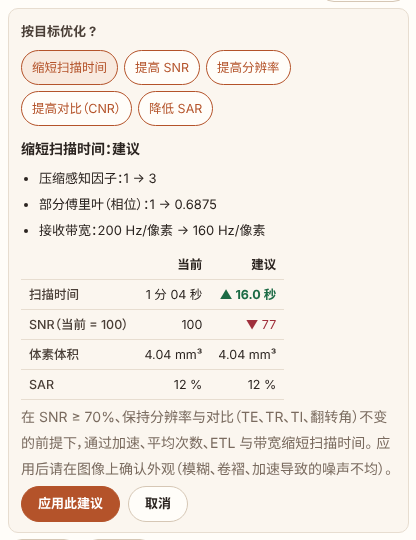 按目标优化？
缩短扫描时间 提高 SNR 提高分辨率
提高对比（CNR） 降低 SAR
缩短扫描时间：建议
• 压缩感知因子：1 → 3
• 部分傅里叶（相位）：1 → 0.6875
• 接收带宽：200 Hz/像素 → 160 Hz/像素
当前 建议
扫描时间 1 分 04 秒 ▲ 16.0 秒
SNR（当前 = 100） 100 ▼ 77
体素体积 4.04 mm³ 4.04 mm³
SAR 12 % 12 %
在 SNR ≥ 70%、保持分辨率与对比（TE、TR、TI、翻转角）不变
的前提下，通过加速、平均次数、ETL 与带宽缩短扫描时间。应
用后请在图像上确认外观（模糊、卷褶、加速导致的噪声不均）。
应用此建议 取消